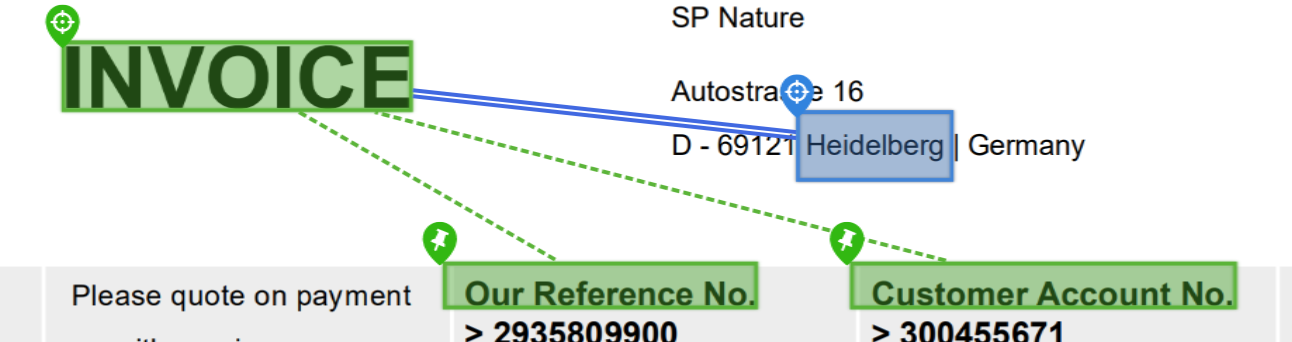 SP Nature
INVOICE
Autostra e 16
D - 69121 Heidelberg | Germany
Please quote on payment
Our Reference No.
Customer Account No.
> 2935809900
> 300455671